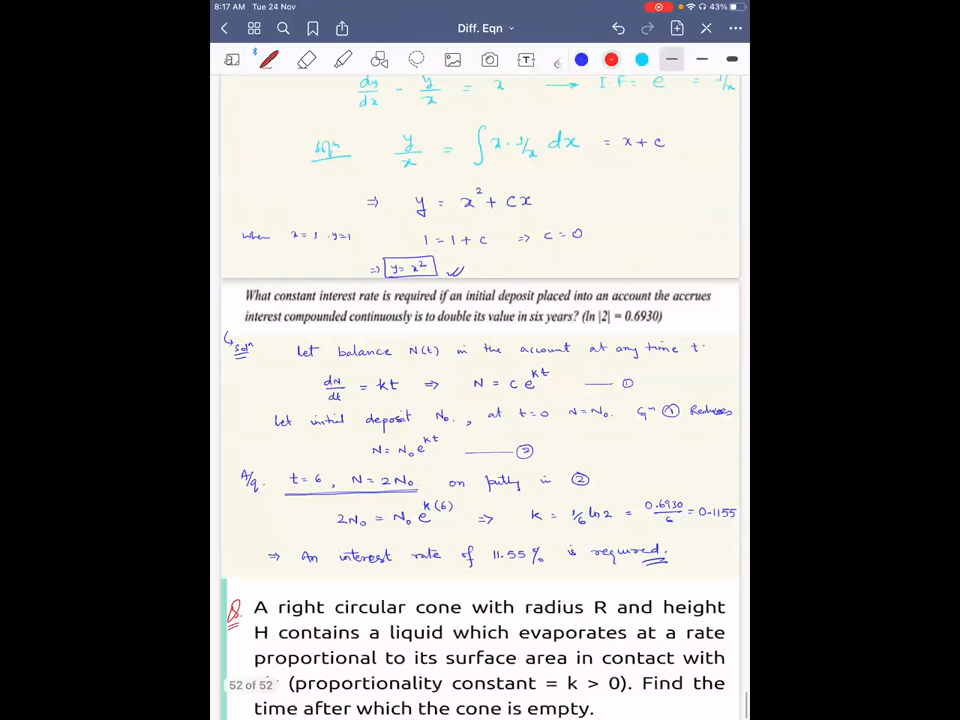 8:17 AM Tue 24 Nov 43%
Diff. Eqn
dy/dx - y/x = x → I.F = e = 1/x
Solⁿ y/x = ∫ x · 1/x dx = x + c
⇒ y = x² + cx
When x = 1, y = 1 1 = 1 + c ⇒ c = 0
⇒ y = x²
What constant interest rate is required if an initial deposit placed into an account the accrues
interest compounded continuously is to double its value in six years? (ln |2| = 0.6930)
Solⁿ Let balance N(t) in the account at any time t.
dN/dt = kt ⇒ N = c e^kt —— ①
Let initial deposit N₀, at t=0 N=N₀. Eqⁿ ① Reduces
N = N₀ e^kt —— ②
A/q. t = 6, N = 2N₀ on putty in ②
2N₀ = N₀ e^k(6) ⇒ k = 1/6 ln 2 = 0.6930/6 = 0.1155
⇒ An interest rate of 11.55% is required.
Q. A right circular cone with radius R and height
H contains a liquid which evaporates at a rate
proportional to its surface area in contact with
52 of 52 (proportionality constant = k > 0). Find the
time after which the cone is empty.